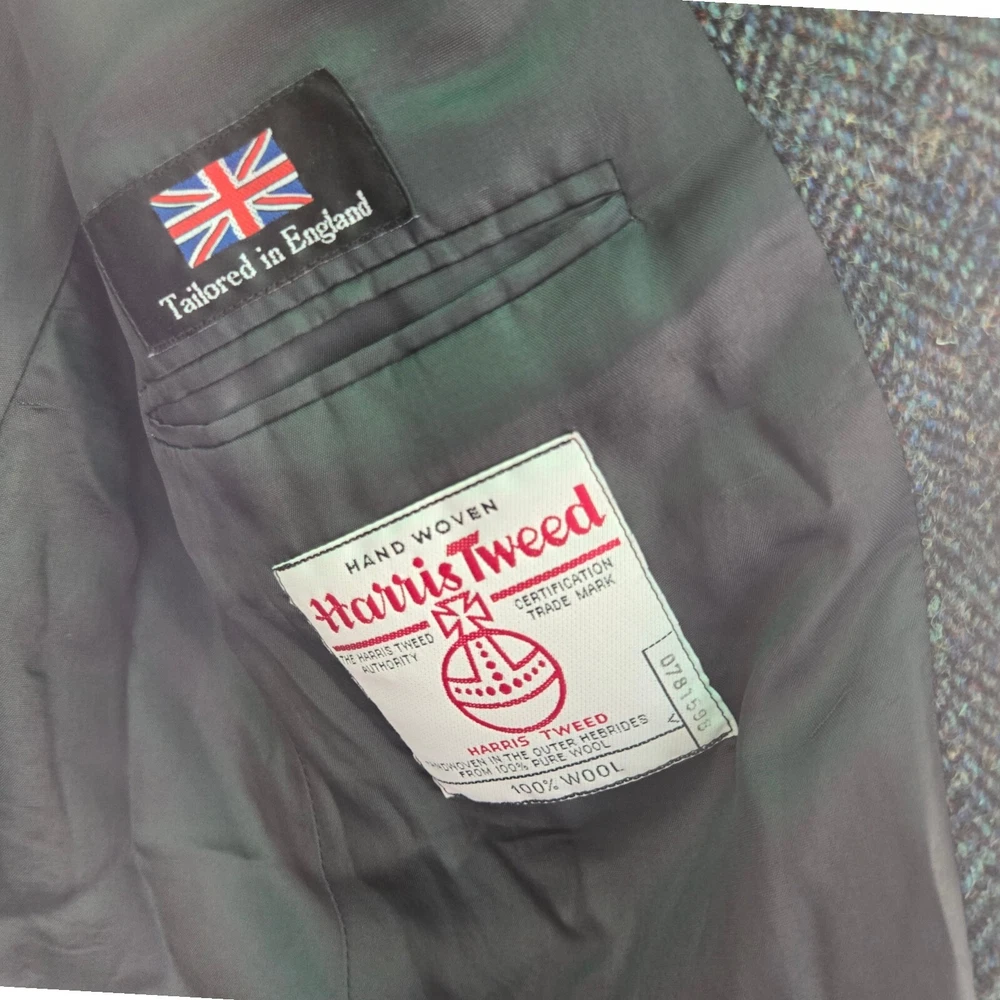 Tailored in England
HAND WOVEN
Harris Tweed
CERTIFICATION
TRADE MARK
THE HARRIS TWEED
AUTHORITY
HARRIS TWEED
HANDWOVEN IN THE OUTER HEBRIDES
FROM 100% PURE WOOL
100% WOOL
A 0781598